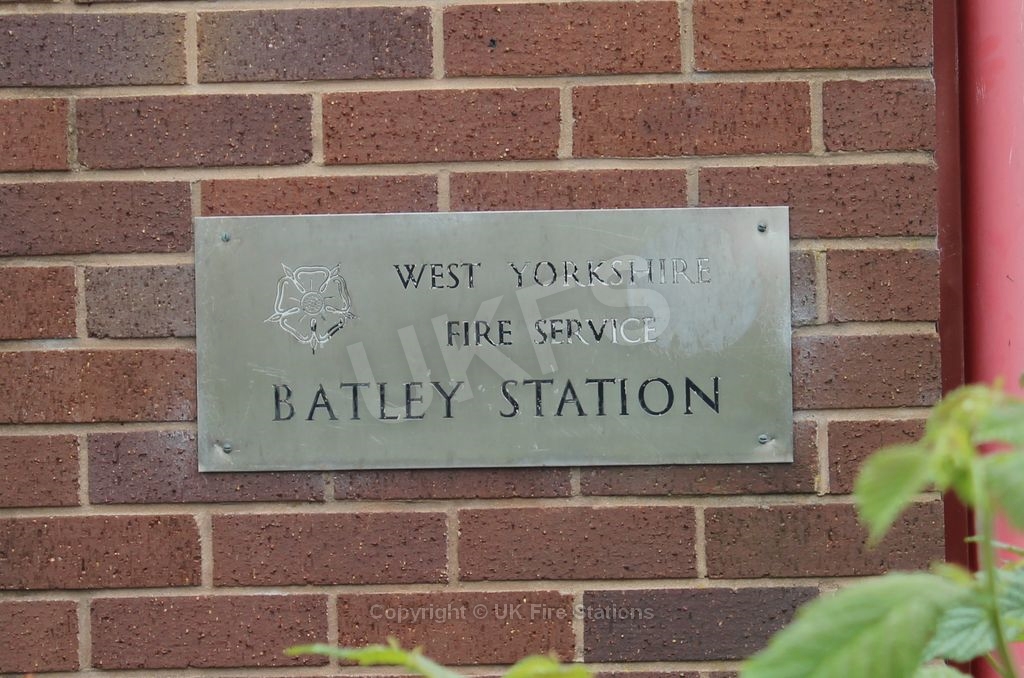 WEST YORKSHIRE
FIRE SERVICE
BATLEY STATION
UKFS
Copyright © UK Fire Stations